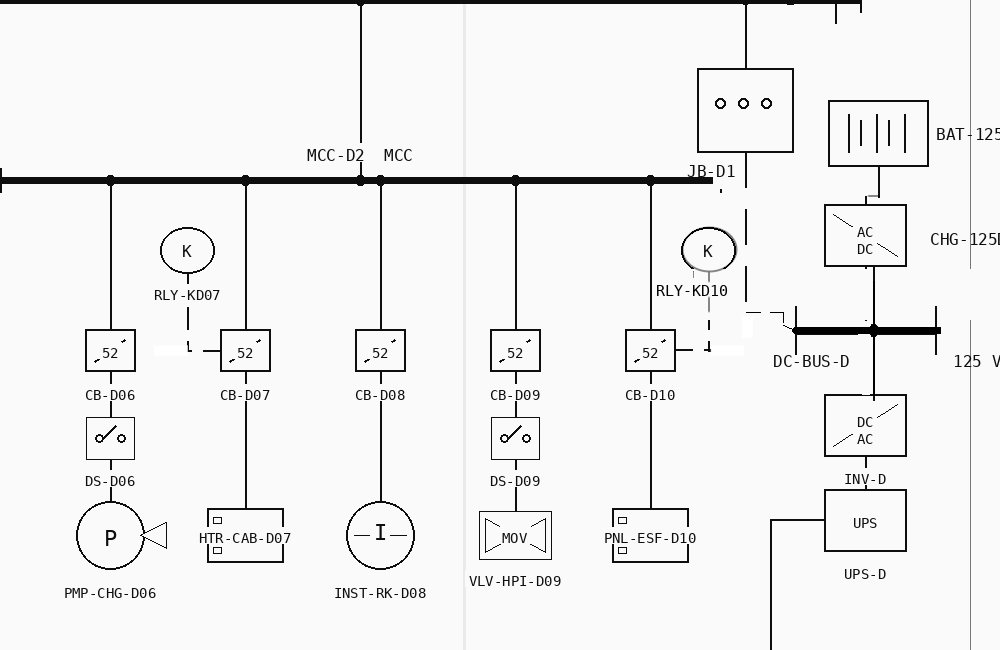 MCC-D2 MCC
JB-D1
BAT-125
K
RLY-KD07
K
RLY-KD10
AC
DC
CHG-125
52
52
52
52
52
DC-BUS-D
125 V
CB-D06
CB-D07
CB-D08
CB-D09
CB-D10
DC
AC
INV-D
DS-D06
DS-D09
P
HTR-CAB-D07
I
MOV
PNL-ESF-D10
UPS
UPS-D
PMP-CHG-D06
INST-RK-D08
VLV-HPI-D09